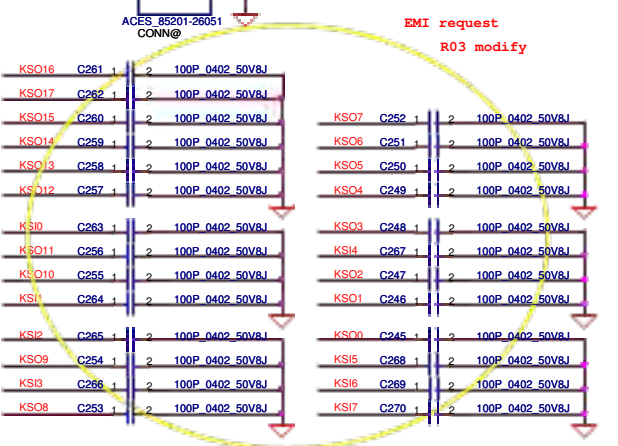 ACES_85201-26051
CONN@
EMI request
R03 modify
KSO16 C261 1 2 100P_0402_50V8J
KSO17 C262 1 2 100P_0402_50V8J
KSO15 C260 1 2 100P_0402_50V8J
KSO14 C259 1 2 100P_0402_50V8J
KSO13 C258 1 2 100P_0402_50V8J
KSO12 C257 1 2 100P_0402_50V8J
KSI0 C263 1 2 100P_0402_50V8J
KSO11 C256 1 2 100P_0402_50V8J
KSO10 C255 1 2 100P_0402_50V8J
KSI1 C264 1 2 100P_0402_50V8J
KSI2 C265 1 2 100P_0402_50V8J
KSO9 C254 1 2 100P_0402_50V8J
KSI3 C266 1 2 100P_0402_50V8J
KSO8 C253 1 2 100P_0402_50V8J
KSO7 C252 1 2 100P_0402_50V8J
KSO6 C251 1 2 100P_0402_50V8J
KSO5 C250 1 2 100P_0402_50V8J
KSO4 C249 1 2 100P_0402_50V8J
KSO3 C248 1 2 100P_0402_50V8J
KSI4 C267 1 2 100P_0402_50V8J
KSO2 C247 1 2 100P_0402_50V8J
KSO1 C246 1 2 100P_0402_50V8J
KSO0 C245 1 2 100P_0402_50V8J
KSI5 C268 1 2 100P_0402_50V8J
KSI6 C269 1 2 100P_0402_50V8J
KSI7 C270 1 2 100P_0402_50V8J